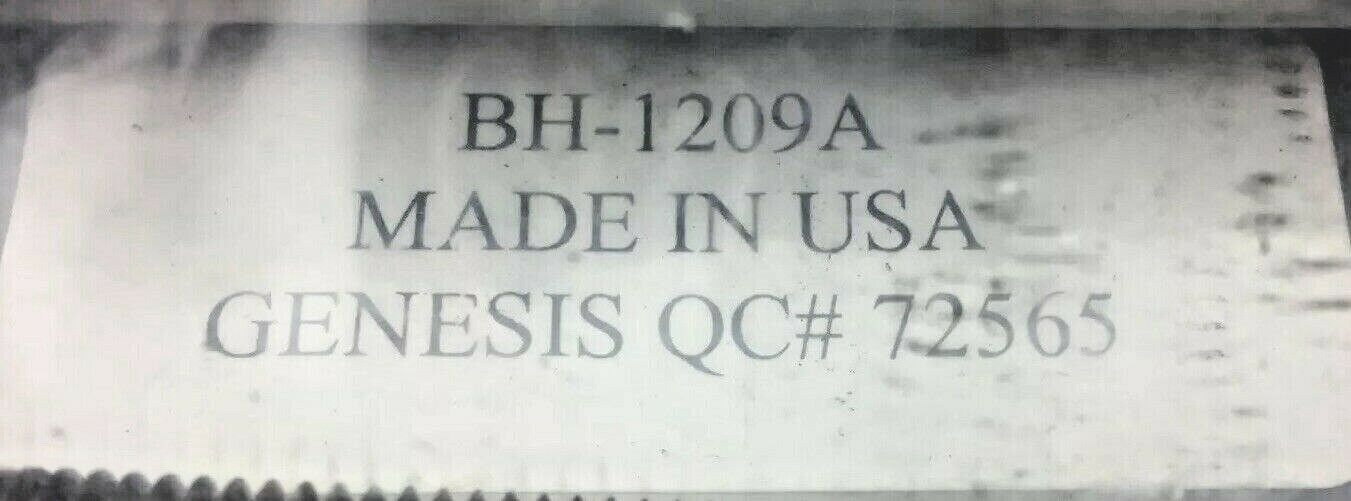 BH-1209A
MADE IN USA
GENESIS QC# 72565